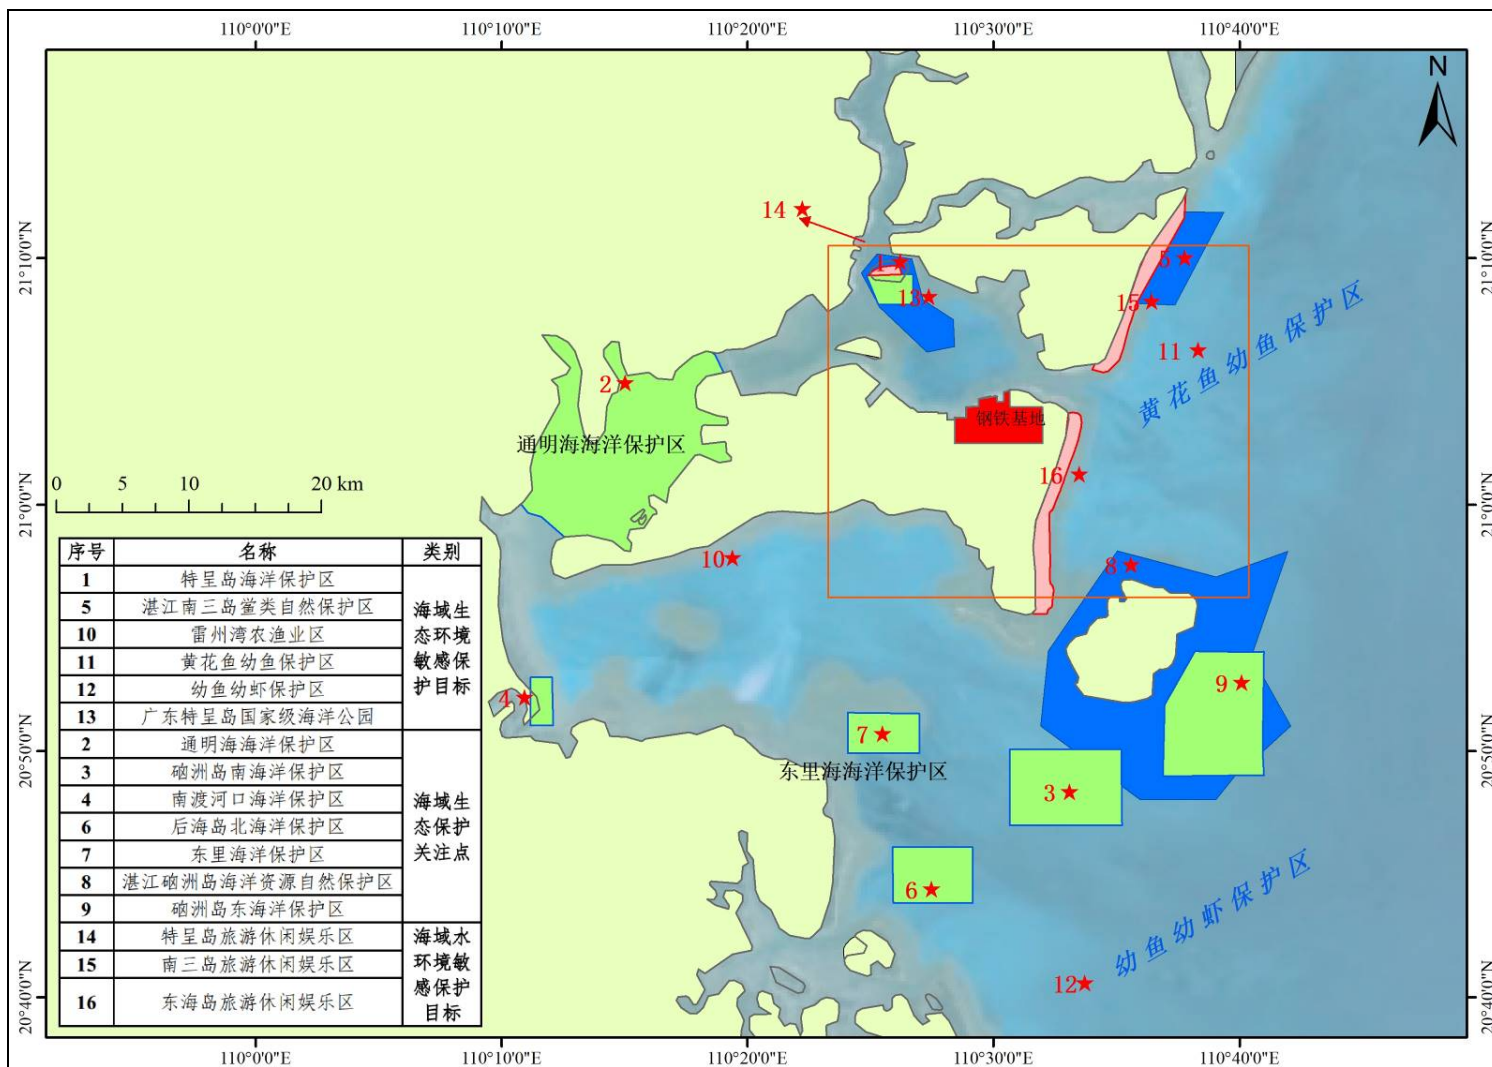 110°0′0″E 110°10′0″E 110°20′0″E 110°30′0″E 110°40′0″E
N
14
21°10′0″N
21°10′0″N
1
5
13
15
11
黄花鱼幼鱼保护区
2
钢铁基地
通明海海洋保护区
16
0 5 10 20 km
21°0′0″N
21°0′0″N
10
8
序号 名称 类别
1 特呈岛海洋保护区
5 湛江南三岛鲎类自然保护区
10 雷州湾农渔业区
11 黄花鱼幼鱼保护区
12 幼鱼幼虾保护区
13 广东特呈岛国家级海洋公园
海域生
态环境
敏感保
护目标
2 通明海海洋保护区
3 硇洲岛南海洋保护区
4 南渡河口海洋保护区
6 后海岛北海洋保护区
7 东里海洋保护区
8 湛江硇洲岛海洋资源自然保护区
9 硇洲岛东海洋保护区
海域生
态保护
关注点
14 特呈岛旅游休闲娱乐区
15 南三岛旅游休闲娱乐区
16 东海岛旅游休闲娱乐区
海域水
环境敏
感保护
目标
4
9
7
20°50′0″N
20°50′0″N
东里海海洋保护区
3
6
幼鱼幼虾保护区
12
20°40′0″N
20°40′0″N
110°0′0″E 110°10′0″E 110°20′0″E 110°30′0″E 110°40′0″E